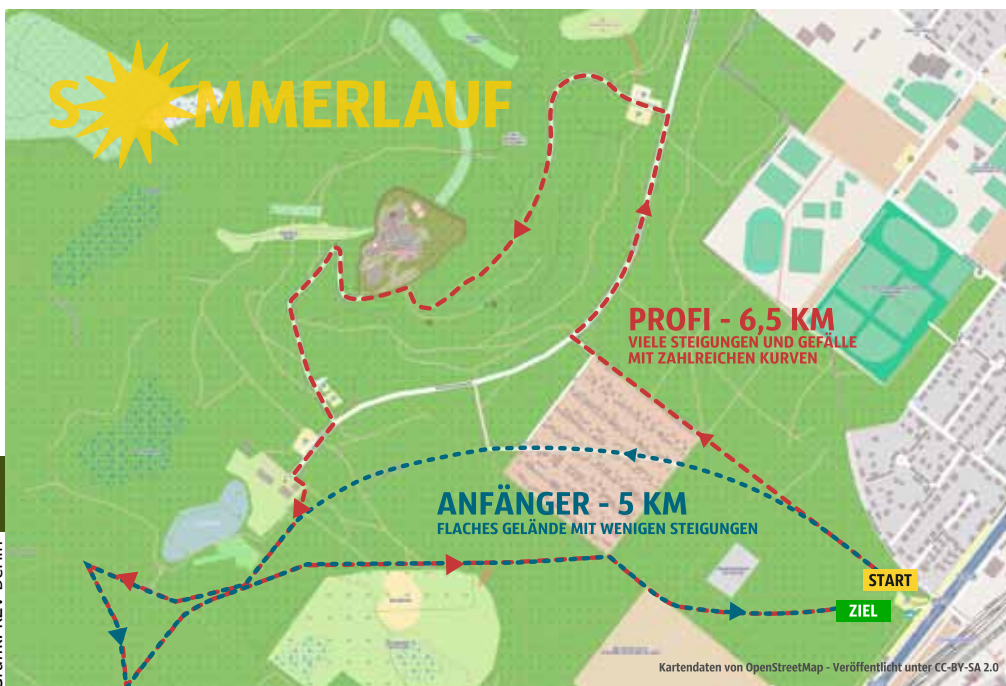 SOMMERLAUF
PROFI - 6,5 KM
VIELE STEIGUNGEN UND GEFÄLLE
MIT ZAHLREICHEN KURVEN
ANFÄNGER - 5 KM
FLACHES GELÄNDE MIT WENIGEN STEIGUNGEN
START
ZIEL
Kartendaten von OpenStreetMap - Veröffentlicht unter CC-BY-SA 2.0